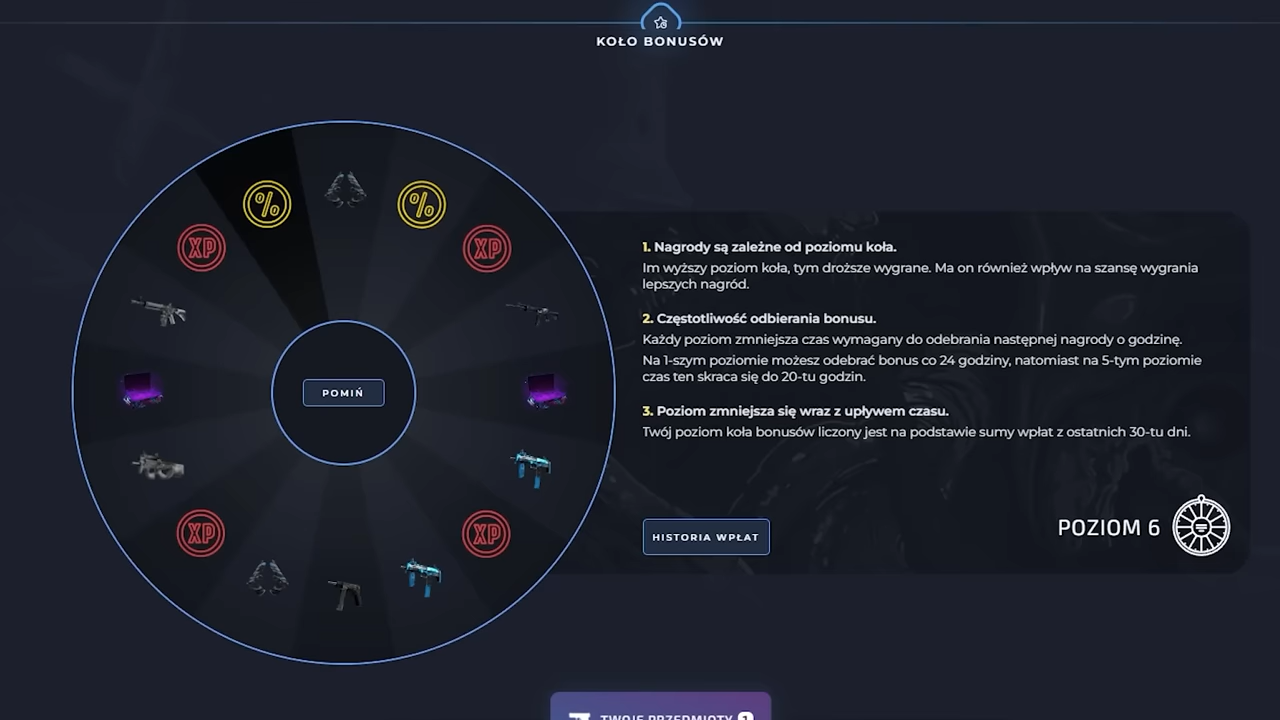 KOŁO BONUSÓW
%
%
XP
XP
POMIŃ
XP
XP
1. Nagrody są zależne od poziomu koła.
Im wyższy poziom koła, tym droższe wygrane. Ma on również wpływ na szansę wygrania
lepszych nagród.
2. Częstotliwość odbierania bonusu.
Każdy poziom zmniejsza czas wymagany do odebrania następnej nagrody o godzinę.
Na 1-szym poziomie możesz odebrać bonus co 24 godziny, natomiast na 5-tym poziomie
czas ten skraca się do 20-tu godzin.
3. Poziom zmniejsza się wraz z upływem czasu.
Twój poziom koła bonusów liczony jest na podstawie sumy wpłat z ostatnich 30-tu dni.
HISTORIA WPŁAT
POZIOM 6
TWOJE PRZEDMIOTY